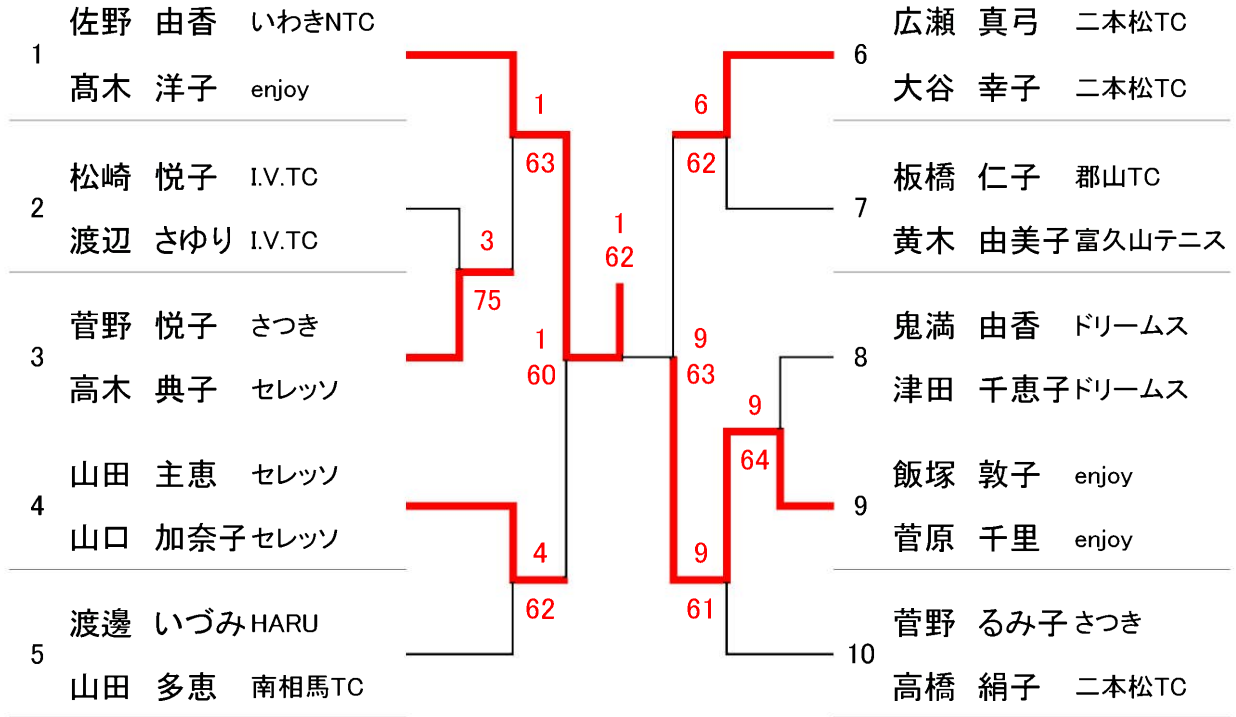 1
佐野 由香 いわきNTC
髙木 洋子 enjoy
2
松崎 悦子 I.V.TC
渡辺 さゆり I.V.TC
3
菅野 悦子 さつき
高木 典子 セレッソ
4
山田 主恵 セレッソ
山口 加奈子 セレッソ
5
渡邊 いづみ HARU
山田 多恵 南相馬TC
1
63
3
75
1
60
4
62
1
62
6
62
9
63
9
64
9
61
6
広瀬 真弓 二本松TC
大谷 幸子 二本松TC
7
板橋 仁子 郡山TC
黄木 由美子 富久山テニス
8
鬼満 由香 ドリームス
津田 千恵子 ドリームス
9
飯塚 敦子 enjoy
菅原 千里 enjoy
10
菅野 るみ子 さつき
高橋 絹子 二本松TC